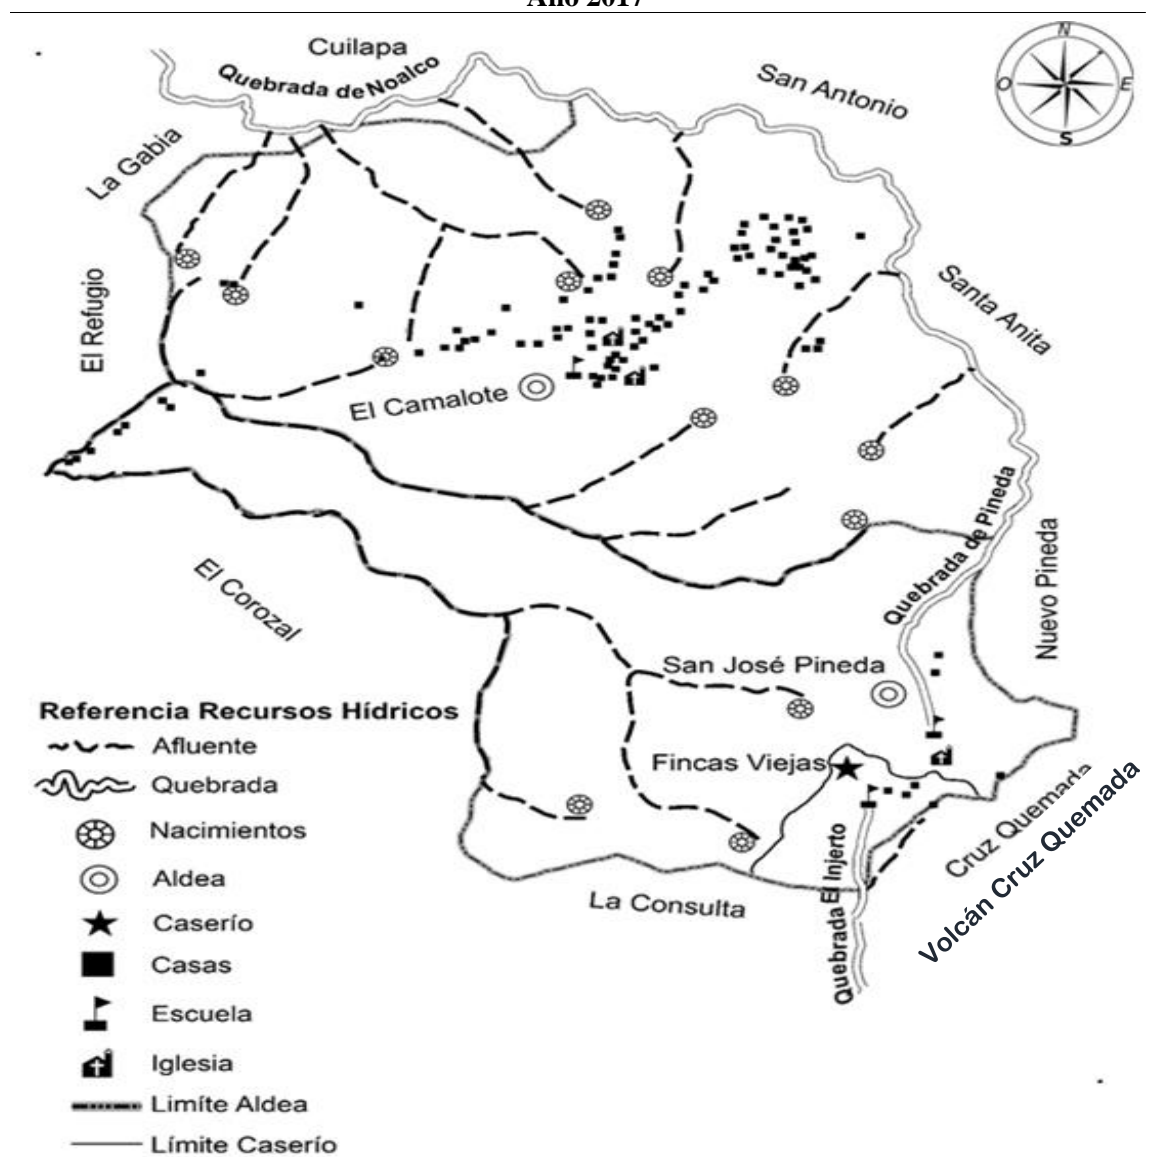 Año 2017
N
Cuilapa
Quebrada de Noalco
San Antonio
O
E
S
La Gabia
El Refugio
Santa Anita
El Camalote
Quebrada de Pineda
Nuevo Pineda
El Corozal
San José Pineda
Referencia Recursos Hídricos
Afluente
Fincas Viejas
Quebrada
Cruz Quemada
Volcán Cruz Quemada
Nacimientos
Quebrada El Injerto
Aldea
La Consulta
Caserío
Casas
Escuela
Iglesia
Limíte Aldea
Límite Caserío